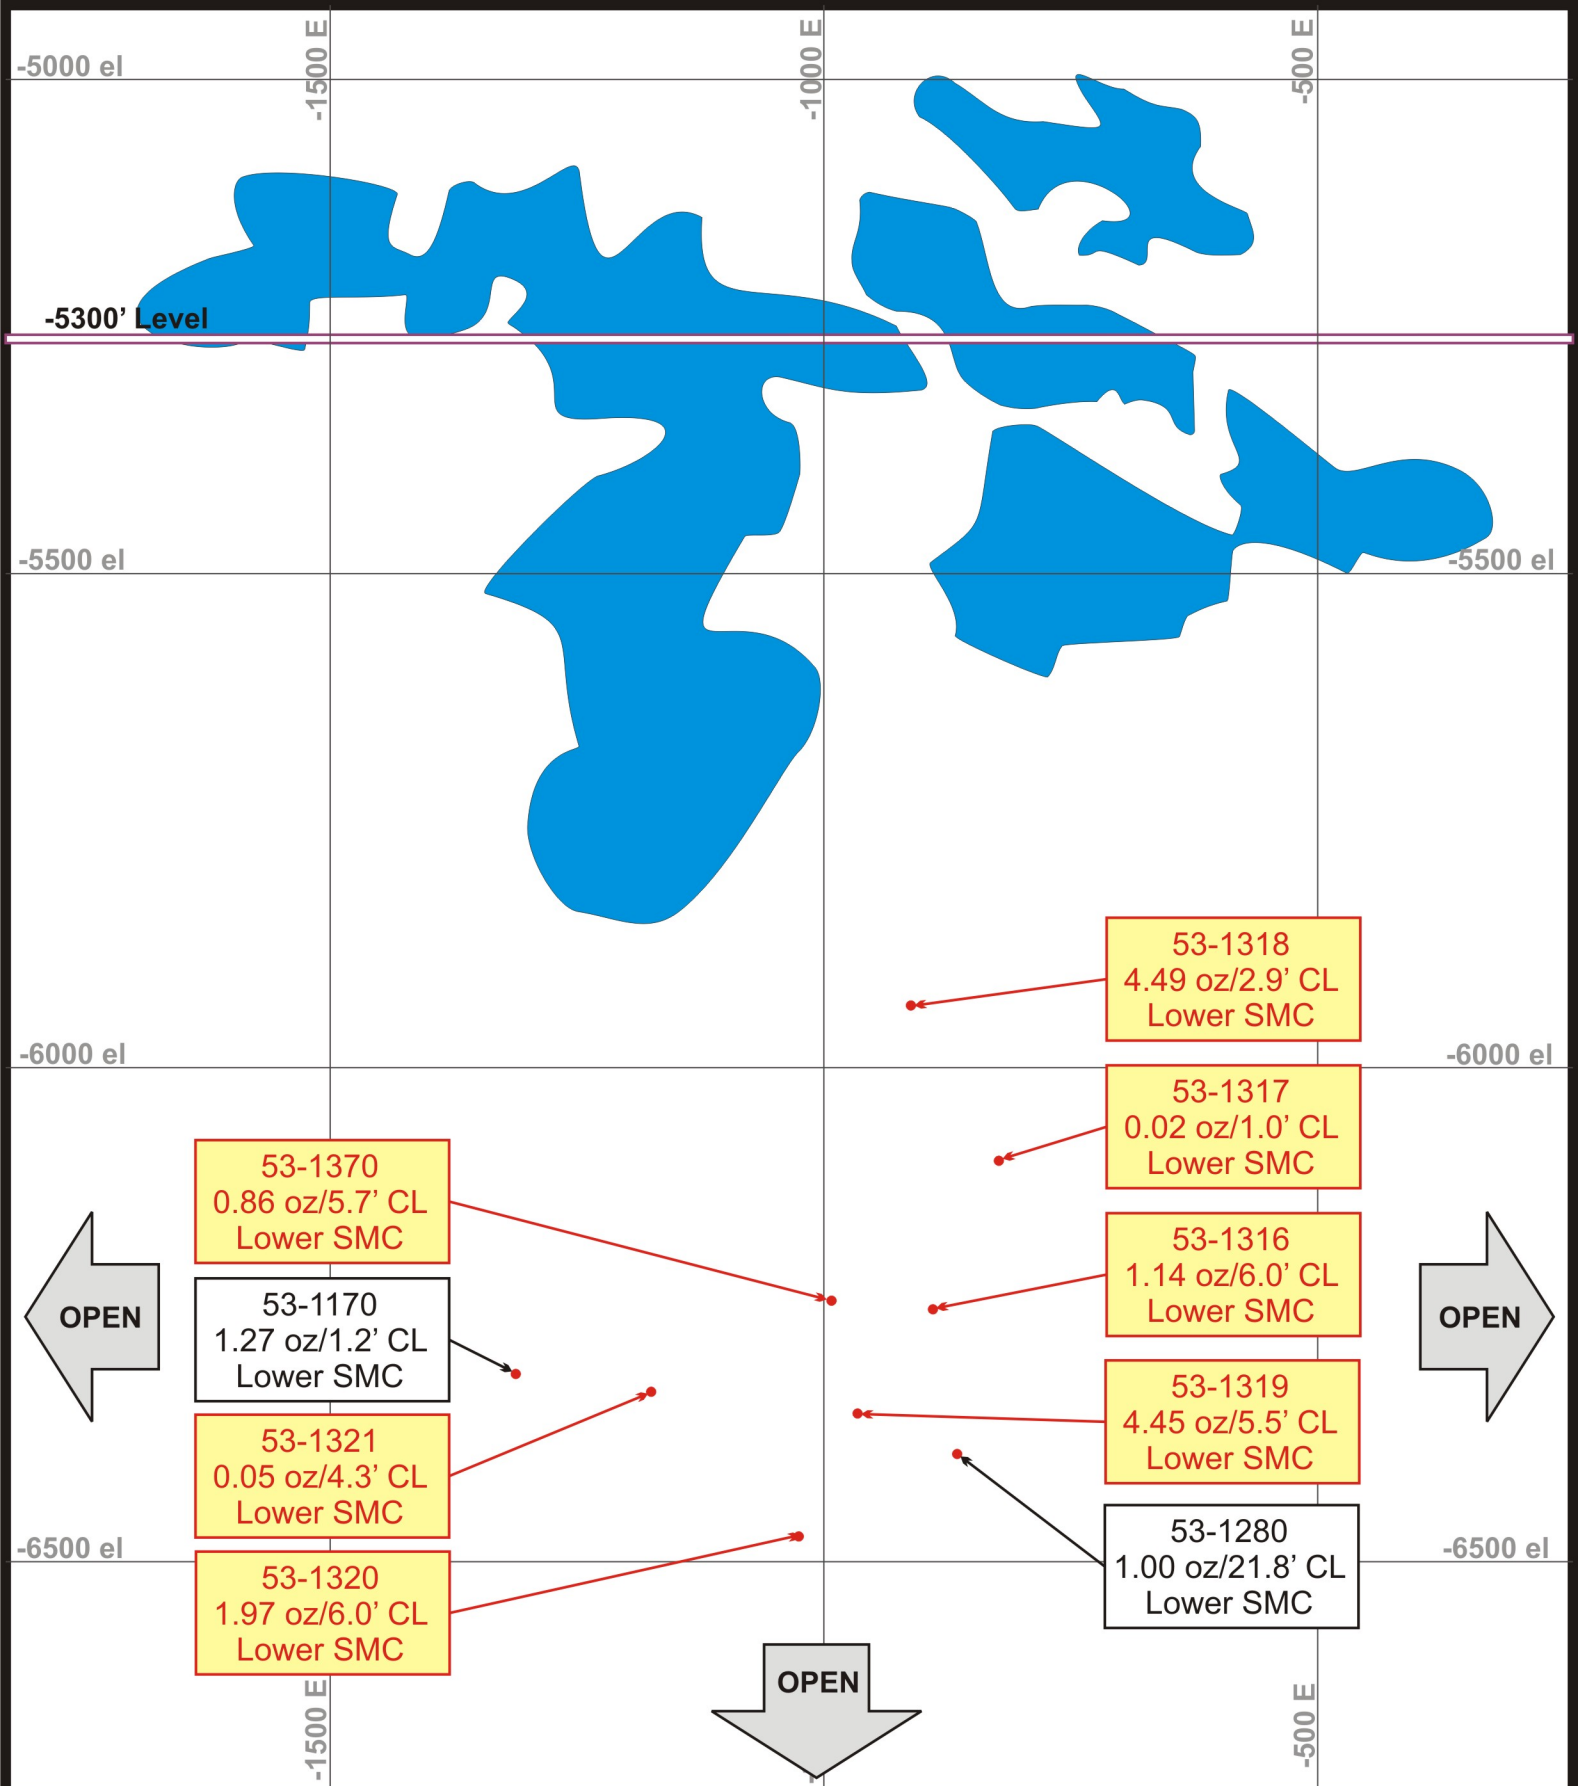 -1500 E
-1000 E
-500 E
-5000 el
-5300’ Level
-5500 el
-5500 el
53-1318
4.49 oz/2.9’ CL
Lower SMC
-6000 el
-6000 el
53-1317
0.02 oz/1.0’ CL
Lower SMC
53-1370
0.86 oz/5.7’ CL
Lower SMC
53-1316
1.14 oz/6.0’ CL
Lower SMC
OPEN
53-1170
1.27 oz/1.2’ CL
Lower SMC
OPEN
53-1319
4.45 oz/5.5’ CL
Lower SMC
53-1321
0.05 oz/4.3’ CL
Lower SMC
53-1280
1.00 oz/21.8’ CL
Lower SMC
-6500 el
-6500 el
53-1320
1.97 oz/6.0’ CL
Lower SMC
OPEN
-1500 E
-500 E